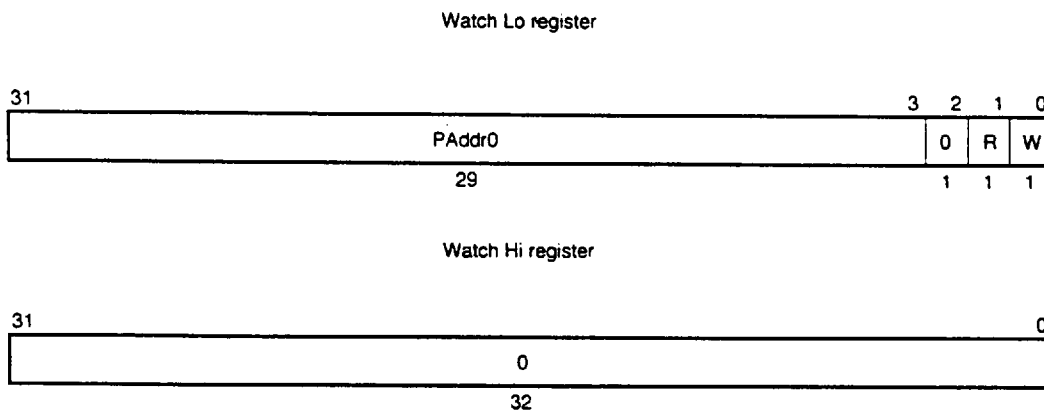 Watch Lo register
31 3 2 1 0
PAddr0 0 R W
29 1 1 1
Watch Hi register
31 0
0
32